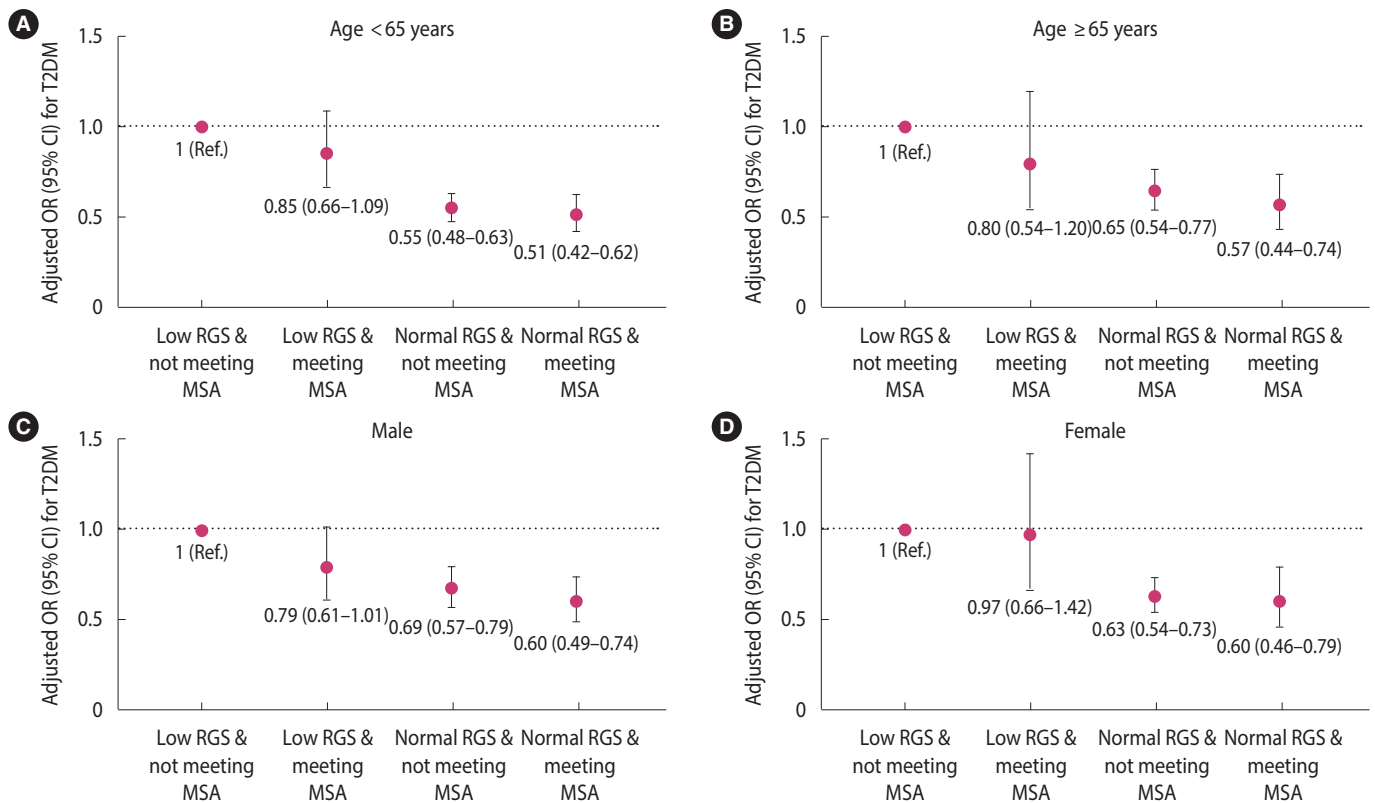 A
Age <65 years
Adjusted OR (95% CI) for T2DM
1.5
1.0
0.5
0
1 (Ref.)
0.85 (0.66–1.09)
0.55 (0.48–0.63)
0.51 (0.42–0.62)
Low RGS &
not meeting
MSA
Low RGS &
meeting
MSA
Normal RGS &
not meeting
MSA
Normal RGS &
meeting
MSA
B
Age ≥65 years
Adjusted OR (95% CI) for T2DM
1.5
1.0
0.5
0
1 (Ref.)
0.80 (0.54–1.20)
0.65 (0.54–0.77)
0.57 (0.44–0.74)
Low RGS &
not meeting
MSA
Low RGS &
meeting
MSA
Normal RGS &
not meeting
MSA
Normal RGS &
meeting
MSA
C
Male
Adjusted OR (95% CI) for T2DM
1.5
1.0
0.5
0
1 (Ref.)
0.79 (0.61–1.01)
0.69 (0.57–0.79)
0.60 (0.49–0.74)
Low RGS &
not meeting
MSA
Low RGS &
meeting
MSA
Normal RGS &
not meeting
MSA
Normal RGS &
meeting
MSA
D
Female
Adjusted OR (95% CI) for T2DM
1.5
1.0
0.5
0
1 (Ref.)
0.97 (0.66–1.42)
0.63 (0.54–0.73)
0.60 (0.46–0.79)
Low RGS &
not meeting
MSA
Low RGS &
meeting
MSA
Normal RGS &
not meeting
MSA
Normal RGS &
meeting
MSA